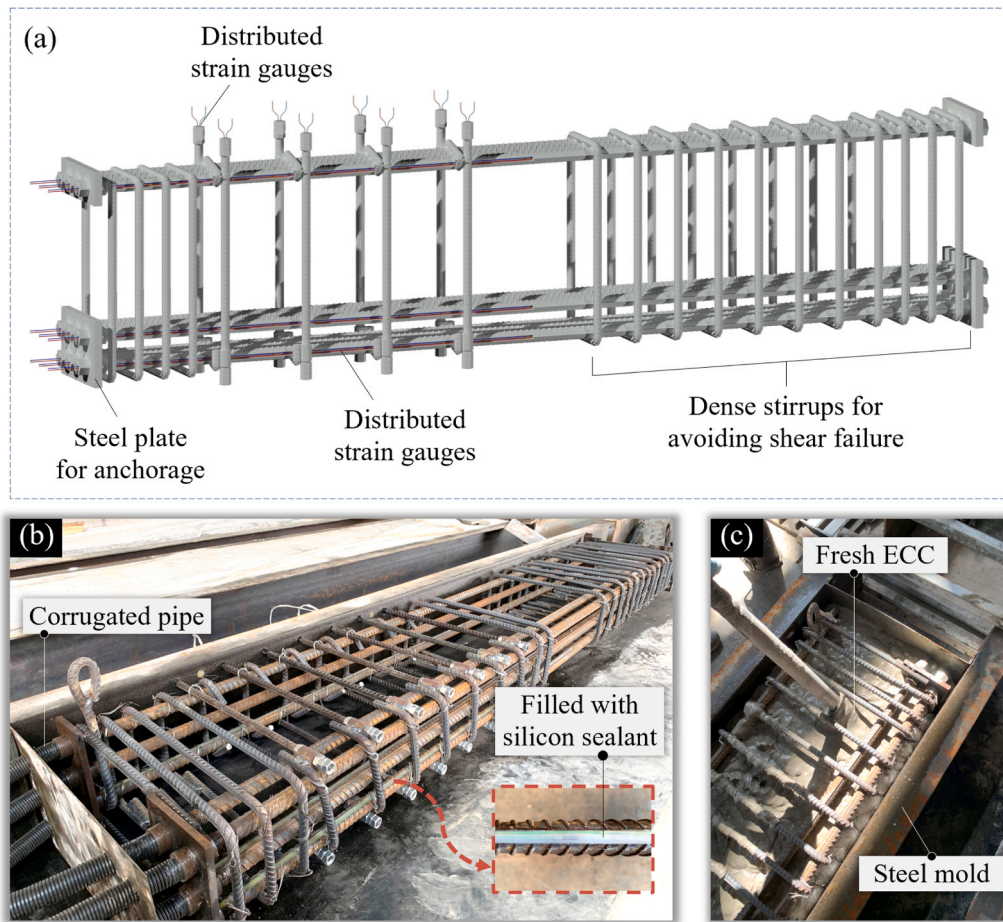 (a)
Distributed
strain gauges
Steel plate
for anchorage
Distributed
strain gauges
Dense stirrups for
avoiding shear failure
(b)
Corrugated pipe
Filled with
silicon sealant
(c)
Fresh ECC
Steel mold